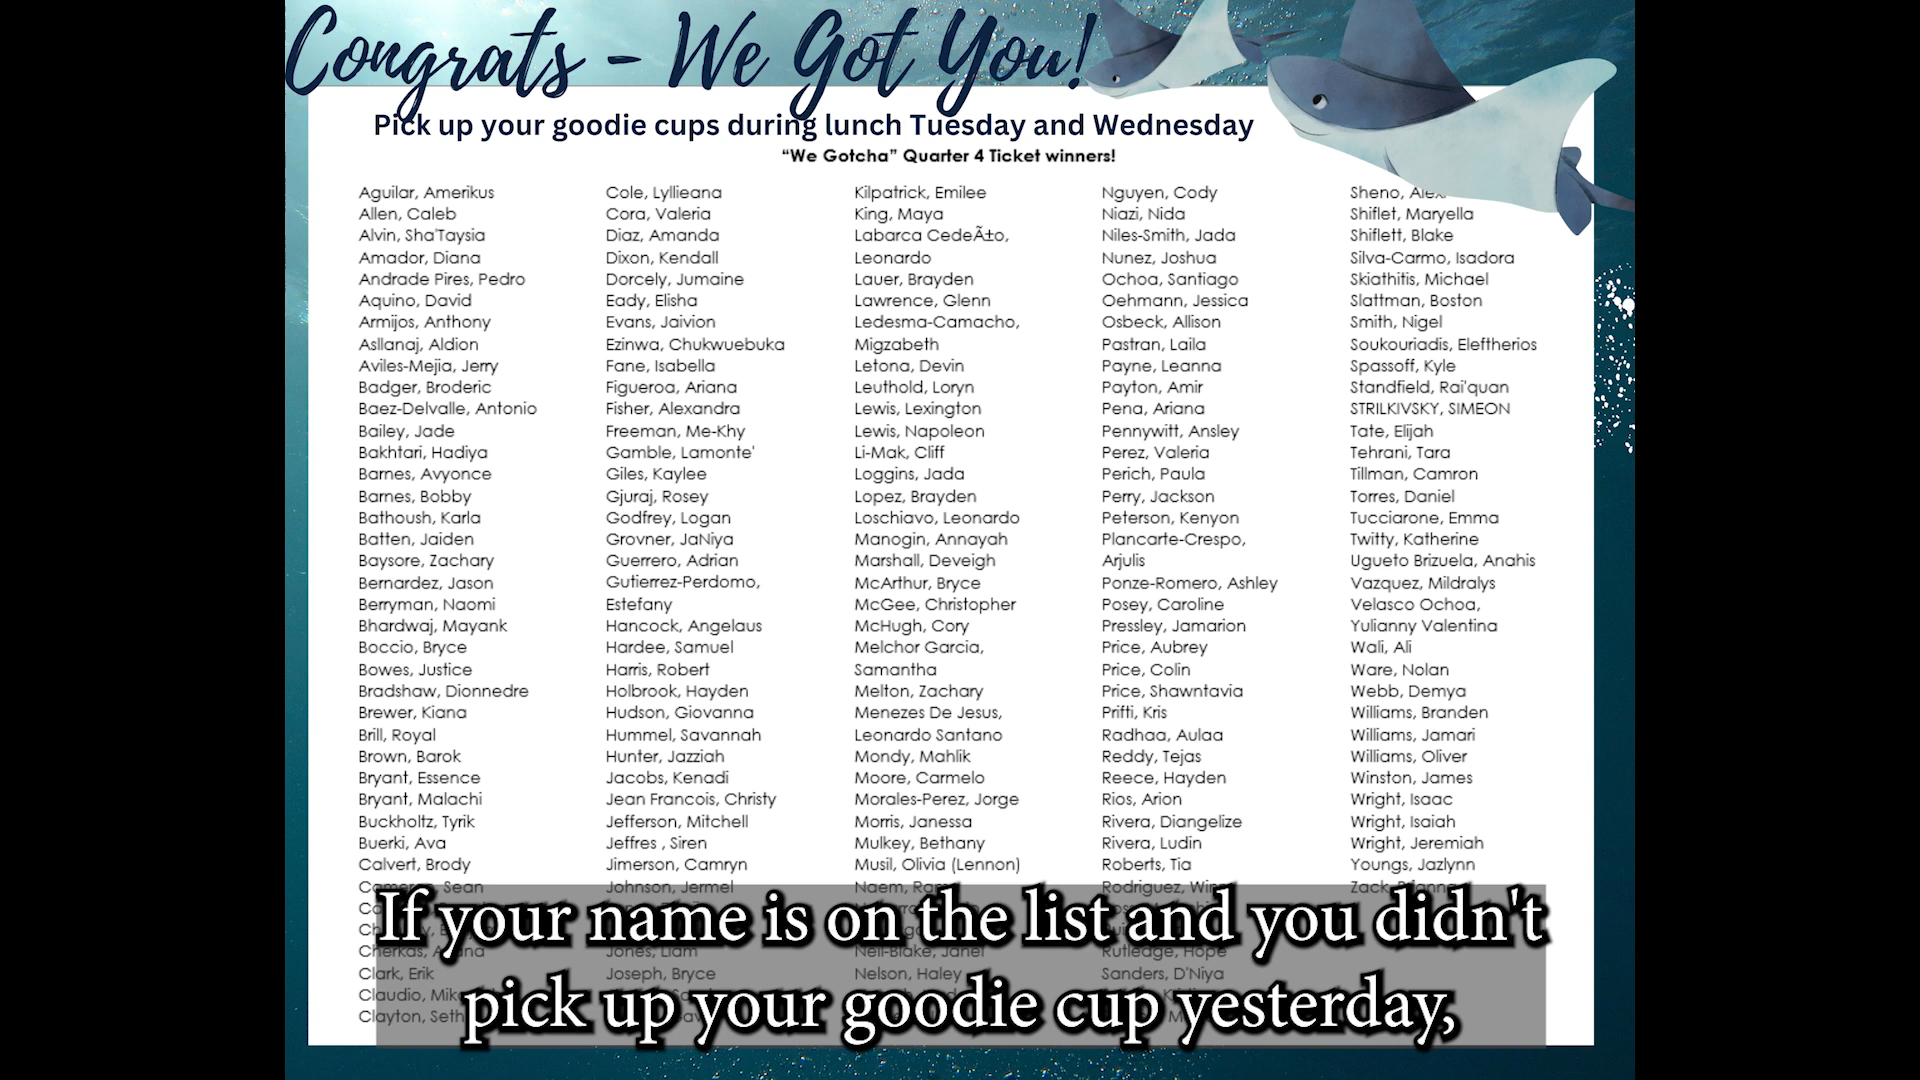 Congrats - We Got You!
Pick up your goodie cups during lunch Tuesday and Wednesday
“We Gotcha” Quarter 4 Ticket winners!
Aguilar, Amerikus
Allen, Caleb
Alvin, Sha'Taysia
Amador, Diana
Andrade Pires, Pedro
Aquino, David
Armijos, Anthony
Asllanaj, Aldion
Aviles-Mejia, Jerry
Badger, Broderic
Baez-Delvalle, Antonio
Bailey, Jade
Bakhtari, Hadiya
Barnes, Avyonce
Barnes, Bobby
Bathoush, Karla
Batten, Jaiden
Baysore, Zachary
Bernardez, Jason
Berryman, Naomi
Bhardwaj, Mayank
Boccio, Bryce
Bowes, Justice
Bradshaw, Dionnedre
Brewer, Kiana
Brill, Royal
Brown, Barok
Bryant, Essence
Bryant, Malachi
Buckholtz, Tyrik
Buerki, Ava
Calvert, Brody
Sean
Cherkas,
Clark, Erik
Claudio,
Clayton, Seth
Cole, Lyllieana
Cora, Valeria
Diaz, Amanda
Dixon, Kendall
Dorcely, Jumaine
Eady, Elisha
Evans, Jaivion
Ezinwa, Chukwuebuka
Fane, Isabella
Figueroa, Ariana
Fisher, Alexandra
Freeman, Me-Khy
Gamble, Lamonte'
Giles, Kaylee
Gjuraj, Rosey
Godfrey, Logan
Grovner, JaNiya
Guerrero, Adrian
Gutierrez-Perdomo,
Estefany
Hancock, Angelaus
Hardee, Samuel
Harris, Robert
Holbrook, Hayden
Hudson, Giovanna
Hummel, Savannah
Hunter, Jazziah
Jacobs, Kenadi
Jean Francois, Christy
Jefferson, Mitchell
Jeffres , Siren
Jimerson, Camryn
Johnson, Jermel
Jones, Liam
Joseph, Bryce
Kilpatrick, Emilee
King, Maya
Labarca CedeÃ±o,
Leonardo
Lauer, Brayden
Lawrence, Glenn
Ledesma-Camacho,
Migzabeth
Letona, Devin
Leuthold, Loryn
Lewis, Lexington
Lewis, Napoleon
Li-Mak, Cliff
Loggins, Jada
Lopez, Brayden
Loschiavo, Leonardo
Manogin, Annayah
Marshall, Deveigh
McArthur, Bryce
McGee, Christopher
McHugh, Cory
Melchor Garcia,
Samantha
Melton, Zachary
Menezes De Jesus,
Leonardo Santano
Mondy, Mahlik
Moore, Carmelo
Morales-Perez, Jorge
Morris, Janessa
Mulkey, Bethany
Musil, Olivia (Lennon)
Naem,
Neil-Blake, Janel
Nelson, Haley
Nguyen, Cody
Niazi, Nida
Niles-Smith, Jada
Nunez, Joshua
Ochoa, Santiago
Oehmann, Jessica
Osbeck, Allison
Pastran, Laila
Payne, Leanna
Payton, Amir
Pena, Ariana
Pennywitt, Ansley
Perez, Valeria
Perich, Paula
Perry, Jackson
Peterson, Kenyon
Plancarte-Crespo,
Arjulis
Ponze-Romero, Ashley
Posey, Caroline
Pressley, Jamarion
Price, Aubrey
Price, Colin
Price, Shawntavia
Prifti, Kris
Radhaa, Aulaa
Reddy, Tejas
Reece, Hayden
Rios, Arion
Rivera, Diangelize
Rivera, Ludin
Roberts, Tia
Rodriguez,
Rutledge, Hope
Sanders, D'Niya
Sheno,
Shiflet, Maryella
Shiflett, Blake
Silva-Carmo, Isadora
Skiathitis, Michael
Slattman, Boston
Smith, Nigel
Soukouriadis, Eleftherios
Spassoff, Kyle
Standfield, Rai'quan
STRILKIVSKY, SIMEON
Tate, Elijah
Tehrani, Tara
Tillman, Camron
Torres, Daniel
Tucciarone, Emma
Twitty, Katherine
Ugueto Brizuela, Anahis
Vazquez, Mildralys
Velasco Ochoa,
Yulianny Valentina
Wali, Ali
Ware, Nolan
Webb, Demya
Williams, Branden
Williams, Jamari
Williams, Oliver
Winston, James
Wright, Isaac
Wright, Isaiah
Wright, Jeremiah
Youngs, Jazlynn
If your name is on the list and you didn't
pick up your goodie cup yesterday,